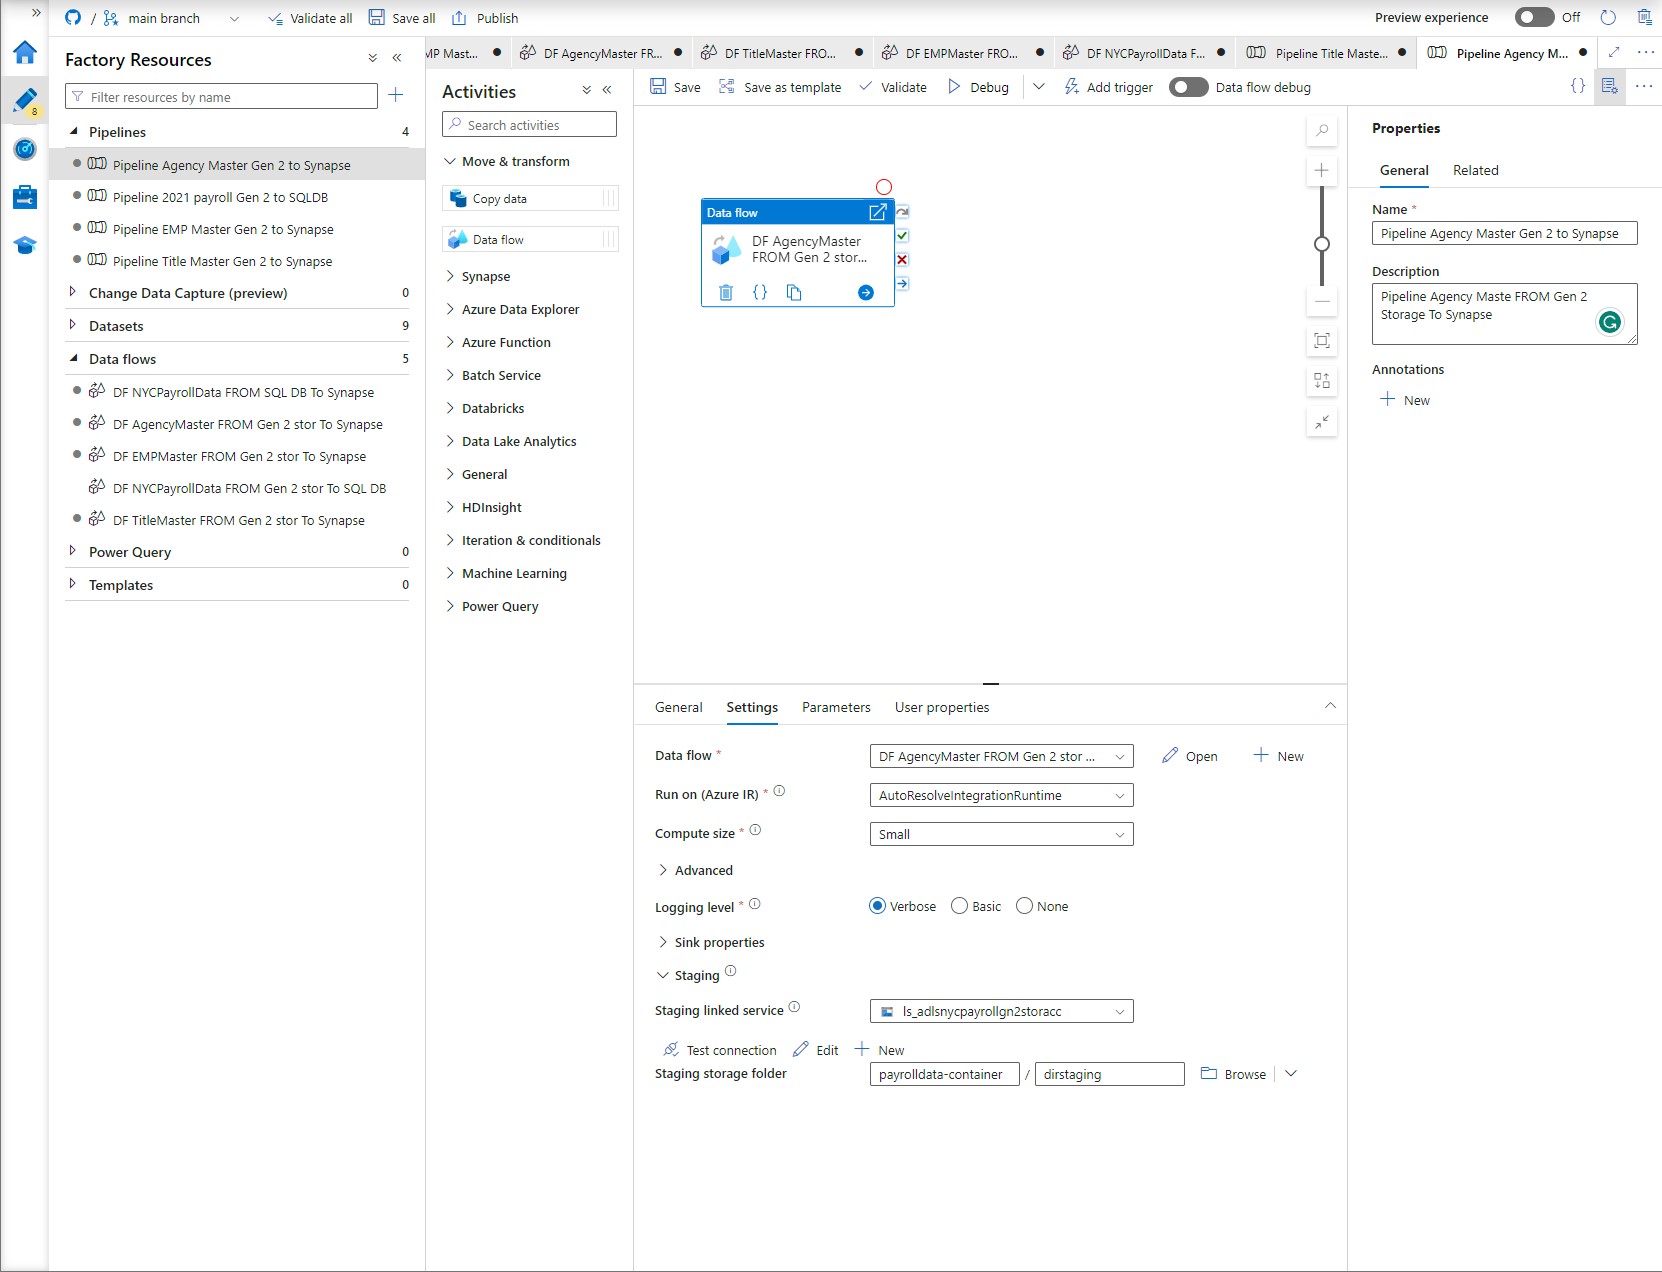 / main branch
Validate all
Save all
Publish
Preview experience
Off
8
Factory Resources
Filter resources by name
Pipelines 4
Pipeline Agency Master Gen 2 to Synapse
Pipeline 2021 payroll Gen 2 to SQLDB
Pipeline EMP Master Gen 2 to Synapse
Pipeline Title Master Gen 2 to Synapse
Change Data Capture (preview) 0
Datasets 9
Data flows 5
DF NYCPayrollData FROM SQL DB To Synapse
DF AgencyMaster FROM Gen 2 stor To Synapse
DF EMPMaster FROM Gen 2 stor To Synapse
DF NYCPayrollData FROM Gen 2 stor To SQL DB
DF TitleMaster FROM Gen 2 stor To Synapse
Power Query 0
Templates 0
MP Mast...
DF AgencyMaster FR...
DF TitleMaster FRO...
DF EMPMaster FRO...
DF NYCPayrollData F...
Pipeline Title Maste...
Pipeline Agency M...
Activities
Search activities
Move & transform
Copy data
Data flow
Synapse
Azure Data Explorer
Azure Function
Batch Service
Databricks
Data Lake Analytics
General
HDInsight
Iteration & conditionals
Machine Learning
Power Query
Save
Save as template
Validate
Debug
Add trigger
Data flow debug
Data flow
DF AgencyMaster
FROM Gen 2 stor...
General
Settings
Parameters
User properties
Data flow *
DF AgencyMaster FROM Gen 2 stor ...
Open
New
Run on (Azure IR) *
AutoResolveIntegrationRuntime
Compute size *
Small
Advanced
Logging level *
Verbose
Basic
None
Sink properties
Staging
Staging linked service
ls_adlsnycpayrollgn2storacc
Test connection
Edit
New
Staging storage folder
payrolldata-container / dirstaging
Browse
Properties
General
Related
Name *
Pipeline Agency Master Gen 2 to Synapse
Description
Pipeline Agency Maste FROM Gen 2
Storage To Synapse
Annotations
New